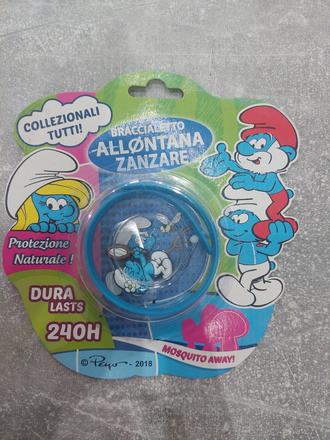 COLLEZIONALI
TUTTI!
BRACCIALETTO
ALLONTANA
ZANZARE
Protezione
Naturale !
DURA
LASTS
240H
© Peyo - 2018
MOSQUITO AWAY!